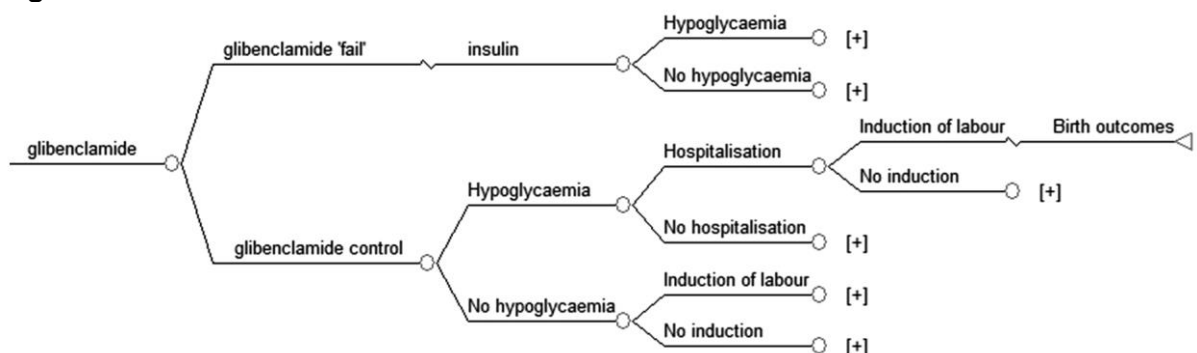 Hypoglycaemia [+]
glibenclamide 'fail' insulin
No hypoglycaemia [+]
Induction of labour Birth outcomes
glibenclamide Hospitalisation
No induction [+]
Hypoglycaemia
No hospitalisation [+]
glibenclamide control
Induction of labour [+]
No hypoglycaemia
No induction [+]